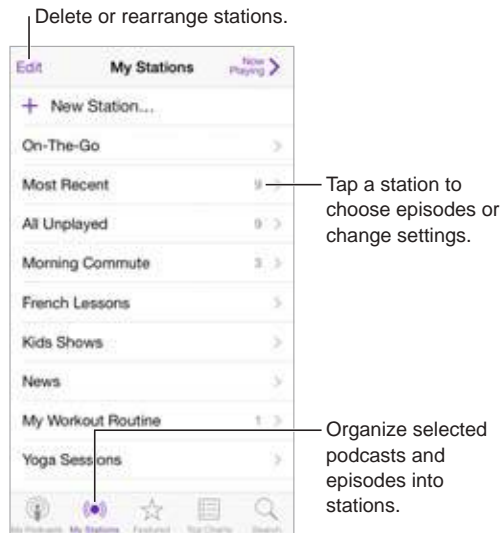 Delete or rearrange stations.
Edit
My Stations
Now Playing
+ New Station...
On-The-Go
Most Recent 9
Tap a station to
choose episodes or
change settings.
All Unplayed 9
Morning Commute 3
French Lessons
Kids Shows
News
My Workout Routine 1
Organize selected
podcasts and
episodes into
stations.
Yoga Sessions
My Podcasts My Stations Featured Top Charts Search